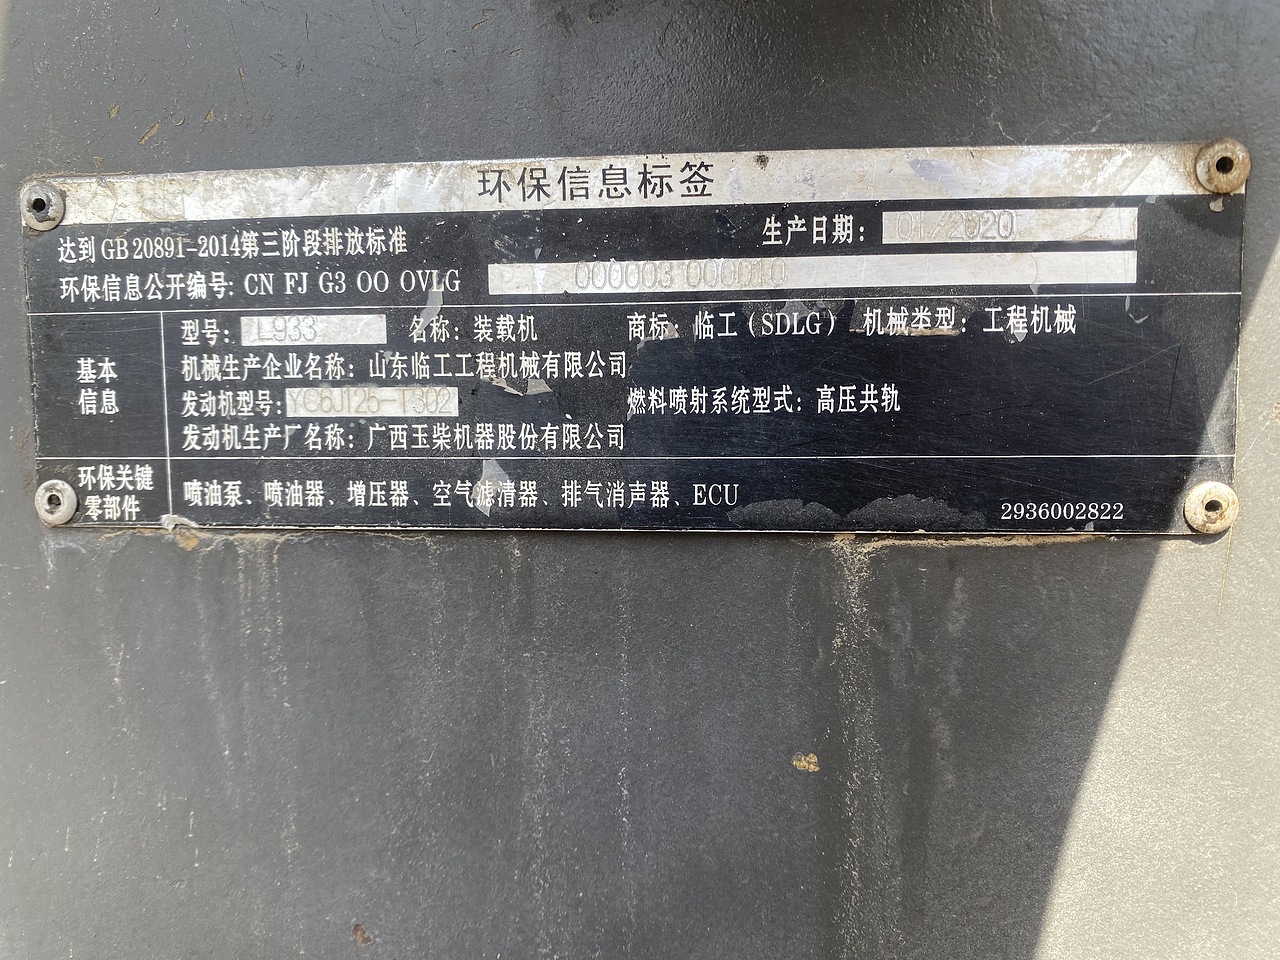 环保信息标签
达到GB 20891-2014第三阶段排放标准 生产日期: 01/2020
环保信息公开编号: CN FJ G3 OO OVLG 000003 000010
基本信息
型号: L933 名称: 装载机 商标: 临工(SDLG) 机械类型: 工程机械
机械生产企业名称: 山东临工工程机械有限公司
发动机型号: YC6J125-T302 燃料喷射系统型式: 高压共轨
发动机生产厂名称: 广西玉柴机器股份有限公司
环保关键零部件
喷油泵、喷油器、增压器、空气滤清器、排气消声器、ECU
2936002822